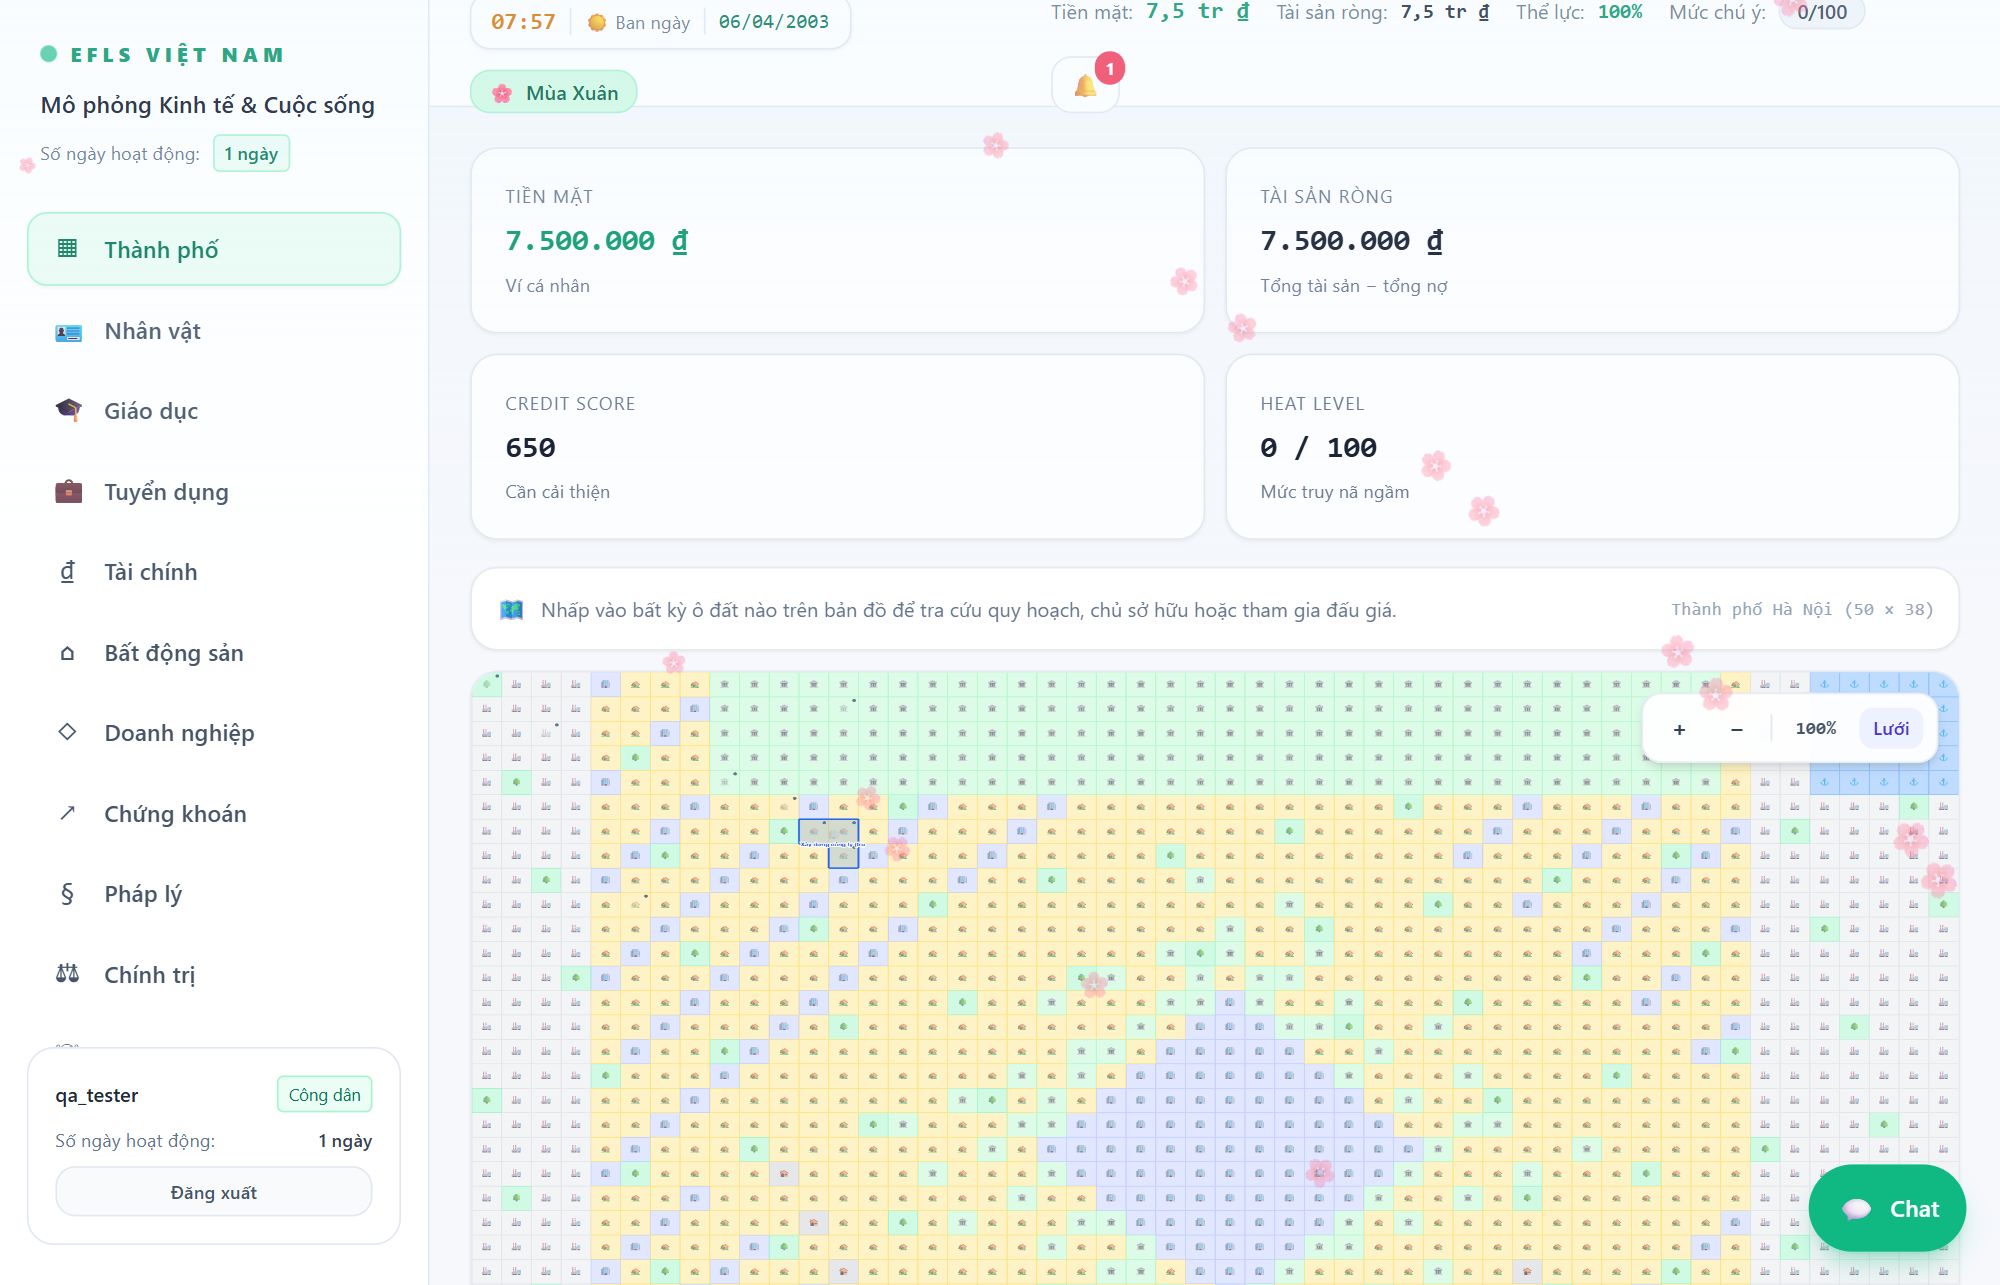 EFLS VIỆT NAM
Mô phỏng Kinh tế & Cuộc sống
Số ngày hoạt động: 1 ngày
Thành phố
Nhân vật
Giáo dục
Tuyển dụng
₫ Tài chính
Bất động sản
Doanh nghiệp
Chứng khoán
§ Pháp lý
Chính trị
qa_tester Công dân
Số ngày hoạt động: 1 ngày
Đăng xuất
07:57 Ban ngày 06/04/2003
Tiền mặt: 7,5 tr ₫ Tài sản ròng: 7,5 tr ₫ Thể lực: 100% Mức chú ý: 0/100
Mùa Xuân
1
TIỀN MẶT
7.500.000 ₫
Ví cá nhân
TÀI SẢN RÒNG
7.500.000 ₫
Tổng tài sản – tổng nợ
CREDIT SCORE
650
Cần cải thiện
HEAT LEVEL
0 / 100
Mức truy nã ngầm
Nhấp vào bất kỳ ô đất nào trên bản đồ để tra cứu quy hoạch, chủ sở hữu hoặc tham gia đấu giá.
Thành phố Hà Nội (50 × 38)
+ − 100% Lưới
Chat